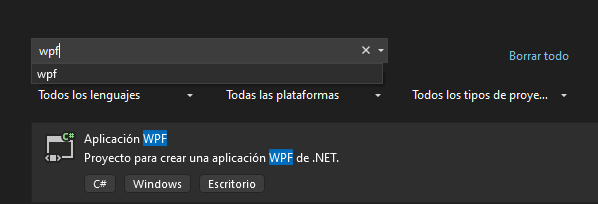 wpf
Borrar todo
wpf
Todos los lenguajes
Todas las plataformas
Todos los tipos de proye...
C#
Aplicación WPF
Proyecto para crear una aplicación WPF de .NET.
C# Windows Escritorio